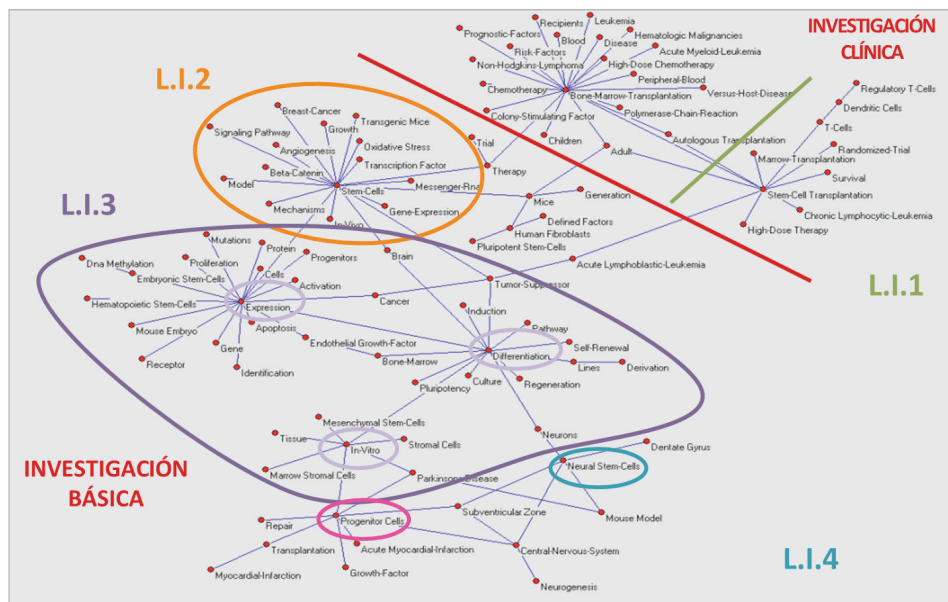 Recipients
Leukemia
Prognostic-Factors
Blood
Hematologic Malignancies
Disease
Risk-Factors
Acute Myeloid-Leukemia
Non-Hodgkins-Lymphoma
High-Dose Chemotherapy
Peripheral-Blood
Chemotherapy
Bone-Marrow-Transplantation
Versus-Host-Disease
Colony-Stimulating Factor
Polymerase-Chain-Reaction
Children
Autologous Transplantation
Trial
Adult
Therapy
INVESTIGACIÓN
CLÍNICA
Regulatory T-Cells
Dendritic Cells
T-Cells
Randomized-Trial
Marrow-Transplantation
Survival
Stem-Cell Transplantation
Chronic Lymphocytic-Leukemia
High-Dose Therapy
L.I.1
L.I.2
Breast-Cancer
Transgenic Mice
Signaling Pathway
Growth
Oxidative Stress
Angiogenesis
Transcription Factor
Beta-Catenin
Model
Stem-Cells
Messenger-Rna
Mechanisms
Gene-Expression
In-Vivo
Generation
Mice
Defined Factors
Human Fibroblasts
Pluripotent Stem-Cells
L.I.3
Mutations
Protein
Brain
Dna Methylation
Proliferation
Progenitors
Acute Lymphoblastic-Leukemia
Embryonic Stem-Cells
Cells
Activation
Tumor-Suppressor
Hematopoietic Stem-Cells
Expression
Cancer
Induction
Mouse Embryo
Apoptosis
Pathway
Endothelial Growth-Factor
Self-Renewal
Gene
Bone-Marrow
Differentiation
Receptor
Lines
Derivation
Identification
Pluripotency
Culture
Regeneration
Mesenchymal Stem-Cells
Neurons
Tissue
In-Vitro
Stromal Cells
Dentate Gyrus
INVESTIGACIÓN
BÁSICA
Marrow Stromal Cells
Parkinsons-Disease
Neural Stem-Cells
Repair
Progenitor Cells
Subventricular Zone
Mouse Model
Transplantation
Acute Myocardial-Infarction
Central-Nervous-System
Myocardial-Infarction
Growth-Factor
Neurogenesis
L.I.4